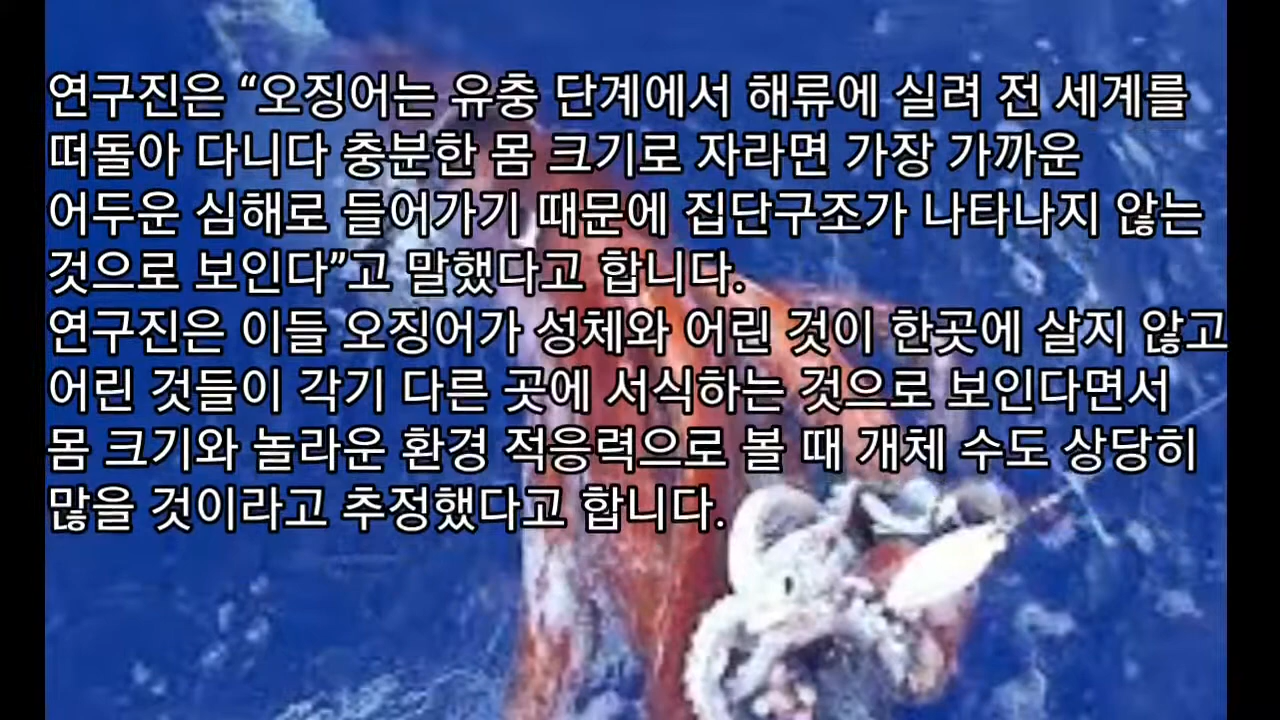 연구진은 “오징어는 유충 단계에서 해류에 실려 전 세계를
떠돌아 다니다 충분한 몸 크기로 자라면 가장 가까운
어두운 심해로 들어가기 때문에 집단구조가 나타나지 않는
것으로 보인다”고 말했다고 합니다.
연구진은 이들 오징어가 성체와 어린 것이 한곳에 살지 않고
어린 것들이 각기 다른 곳에 서식하는 것으로 보인다면서
몸 크기와 놀라운 환경 적응력으로 볼 때 개체 수도 상당히
많을 것이라고 추정했다고 합니다.